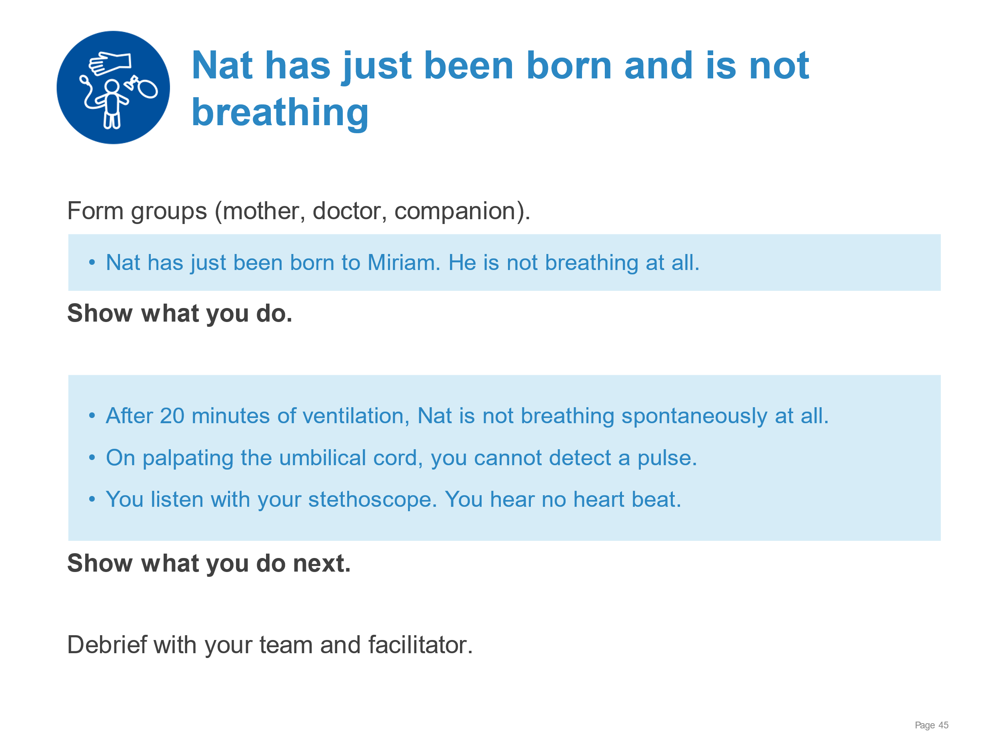 Nat has just been born and is not
breathing
Form groups (mother, doctor, companion).
• Nat has just been born to Miriam. He is not breathing at all.
Show what you do.
• After 20 minutes of ventilation, Nat is not breathing spontaneously at all.
• On palpating the umbilical cord, you cannot detect a pulse.
• You listen with your stethoscope. You hear no heart beat.
Show what you do next.
Debrief with your team and facilitator.
Page 45